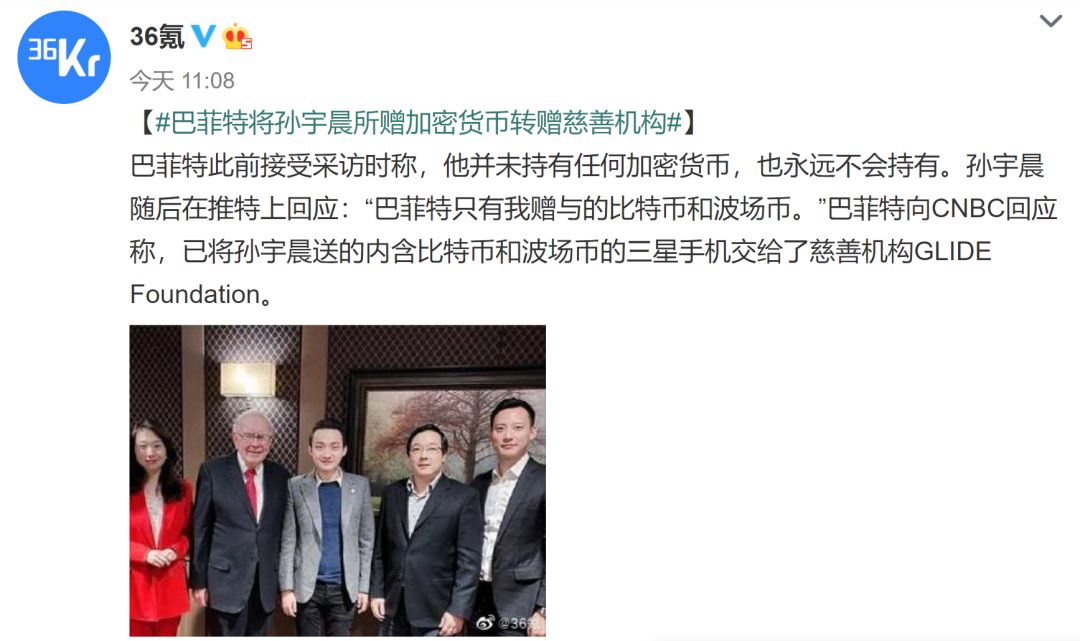 36Kr
36氪
5
今天 11:08
【#巴菲特将孙宇晨所赠加密货币转赠慈善机构#】
巴菲特此前接受采访时称，他并未持有任何加密货币，也永远不会持有。孙宇晨
随后在推特上回应：“巴菲特只有我赠与的比特币和波场币。”巴菲特向CNBC回应
称，已将孙宇晨送的内含比特币和波场币的三星手机交给了慈善机构GLIDE
Foundation。
@36氪